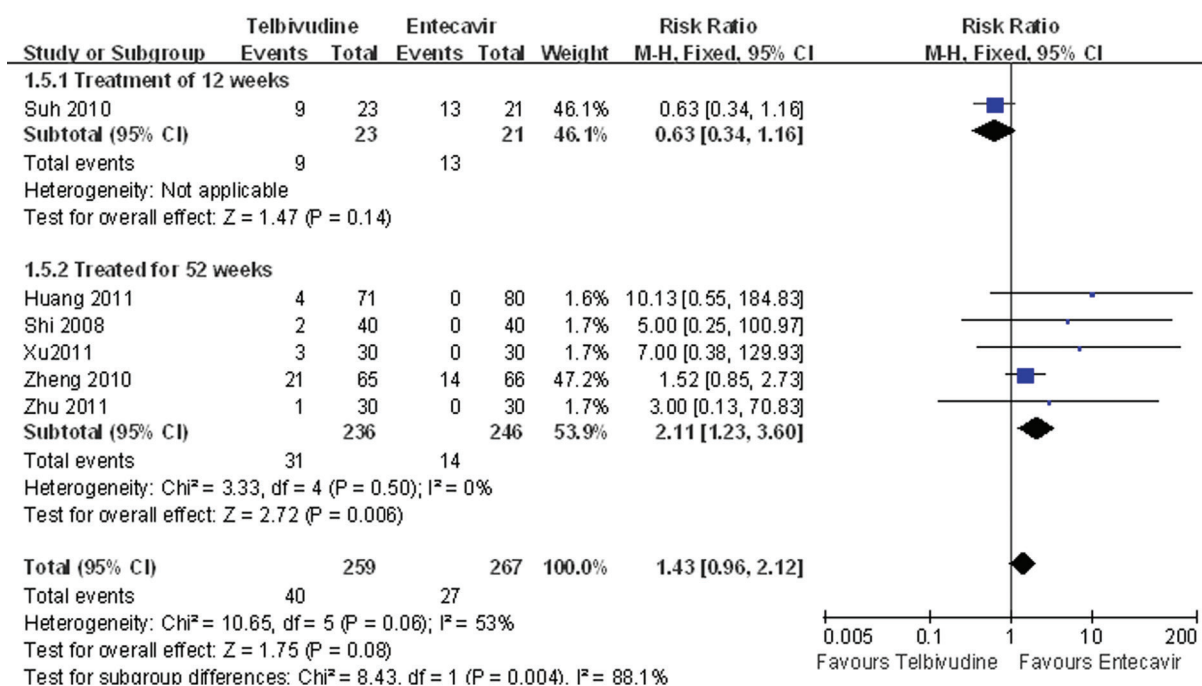 Telbivudine Entecavir Risk Ratio Risk Ratio
Study or Subgroup Events Total Events Total Weight M-H, Fixed, 95% CI M-H, Fixed, 95% CI
1.5.1 Treatment of 12 weeks
Suh 2010 9 23 13 21 46.1% 0.63 [0.34, 1.16]
Subtotal (95% CI) 23 21 46.1% 0.63 [0.34, 1.16]
Total events 9 13
Heterogeneity: Not applicable
Test for overall effect: Z = 1.47 (P = 0.14)
1.5.2 Treated for 52 weeks
Huang 2011 4 71 0 80 1.6% 10.13 [0.55, 184.83]
Shi 2008 2 40 0 40 1.7% 5.00 [0.25, 100.97]
Xu2011 3 30 0 30 1.7% 7.00 [0.38, 129.93]
Zheng 2010 21 65 14 66 47.2% 1.52 [0.85, 2.73]
Zhu 2011 1 30 0 30 1.7% 3.00 [0.13, 70.83]
Subtotal (95% CI) 236 246 53.9% 2.11 [1.23, 3.60]
Total events 31 14
Heterogeneity: Chi² = 3.33, df = 4 (P = 0.50); I² = 0%
Test for overall effect: Z = 2.72 (P = 0.006)
Total (95% CI) 259 267 100.0% 1.43 [0.96, 2.12]
Total events 40 27
Heterogeneity: Chi² = 10.65, df = 5 (P = 0.06); I² = 53%
Test for overall effect: Z = 1.75 (P = 0.08)
Test for subgroup differences: Chi² = 8.43, df = 1 (P = 0.004), I² = 88.1%
0.005 0.1 1 10 200
Favours Telbivudine Favours Entecavir